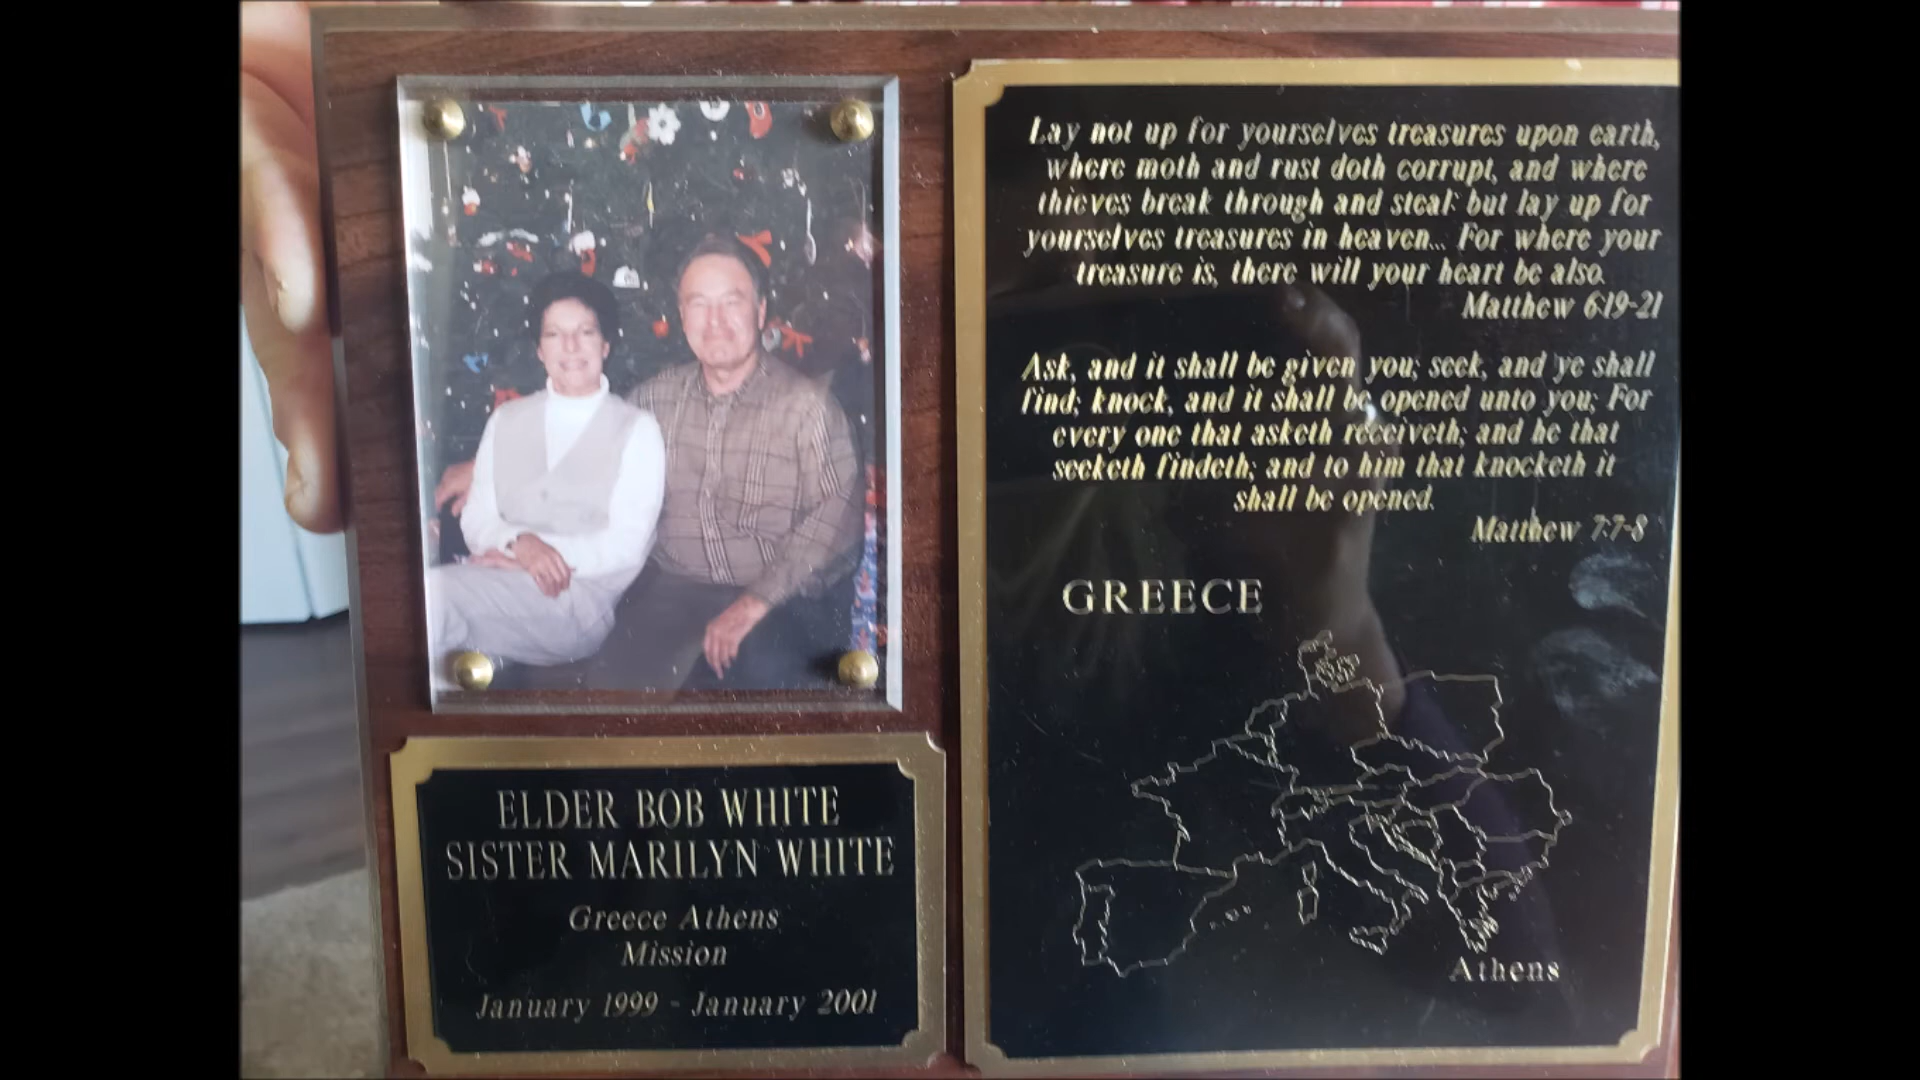 Lay not up for yourselves treasures upon earth,
where moth and rust doth corrupt, and where
thieves break through and steal: but lay up for
yourselves treasures in heaven... For where your
treasure is, there will your heart be also.
Matthew 6:19-21
Ask, and it shall be given you; seek, and ye shall
find; knock, and it shall be opened unto you; For
every one that asketh receiveth; and he that
seeketh findeth; and to him that knocketh it
shall be opened.
Matthew 7:7-8
GREECE
Athens
ELDER BOB WHITE
SISTER MARILYN WHITE
Greece Athens
Mission
January 1999 - January 2001